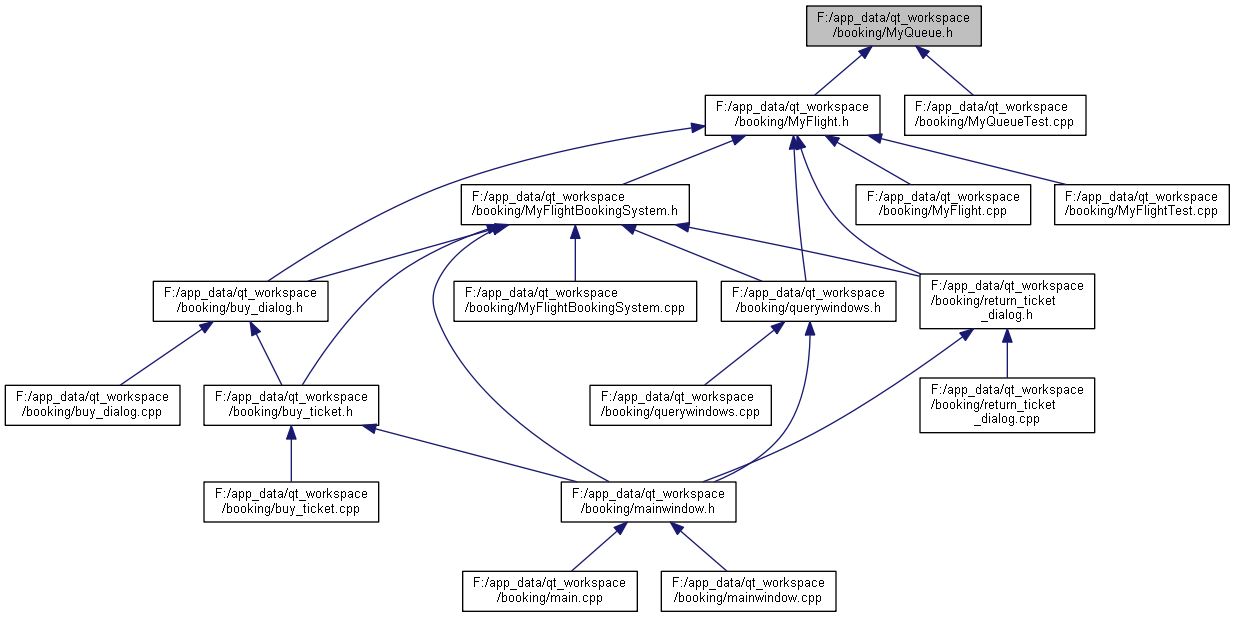 F:/app_data/qt_workspace
/booking/MyQueue.h
F:/app_data/qt_workspace
/booking/MyFlight.h
F:/app_data/qt_workspace
/booking/MyQueueTest.cpp
F:/app_data/qt_workspace
/booking/MyFlightBookingSystem.h
F:/app_data/qt_workspace
/booking/MyFlight.cpp
F:/app_data/qt_workspace
/booking/MyFlightTest.cpp
F:/app_data/qt_workspace
/booking/buy_dialog.h
F:/app_data/qt_workspace
/booking/MyFlightBookingSystem.cpp
F:/app_data/qt_workspace
/booking/querywindows.h
F:/app_data/qt_workspace
/booking/return_ticket
_dialog.h
F:/app_data/qt_workspace
/booking/buy_dialog.cpp
F:/app_data/qt_workspace
/booking/buy_ticket.h
F:/app_data/qt_workspace
/booking/querywindows.cpp
F:/app_data/qt_workspace
/booking/return_ticket
_dialog.cpp
F:/app_data/qt_workspace
/booking/buy_ticket.cpp
F:/app_data/qt_workspace
/booking/mainwindow.h
F:/app_data/qt_workspace
/booking/main.cpp
F:/app_data/qt_workspace
/booking/mainwindow.cpp